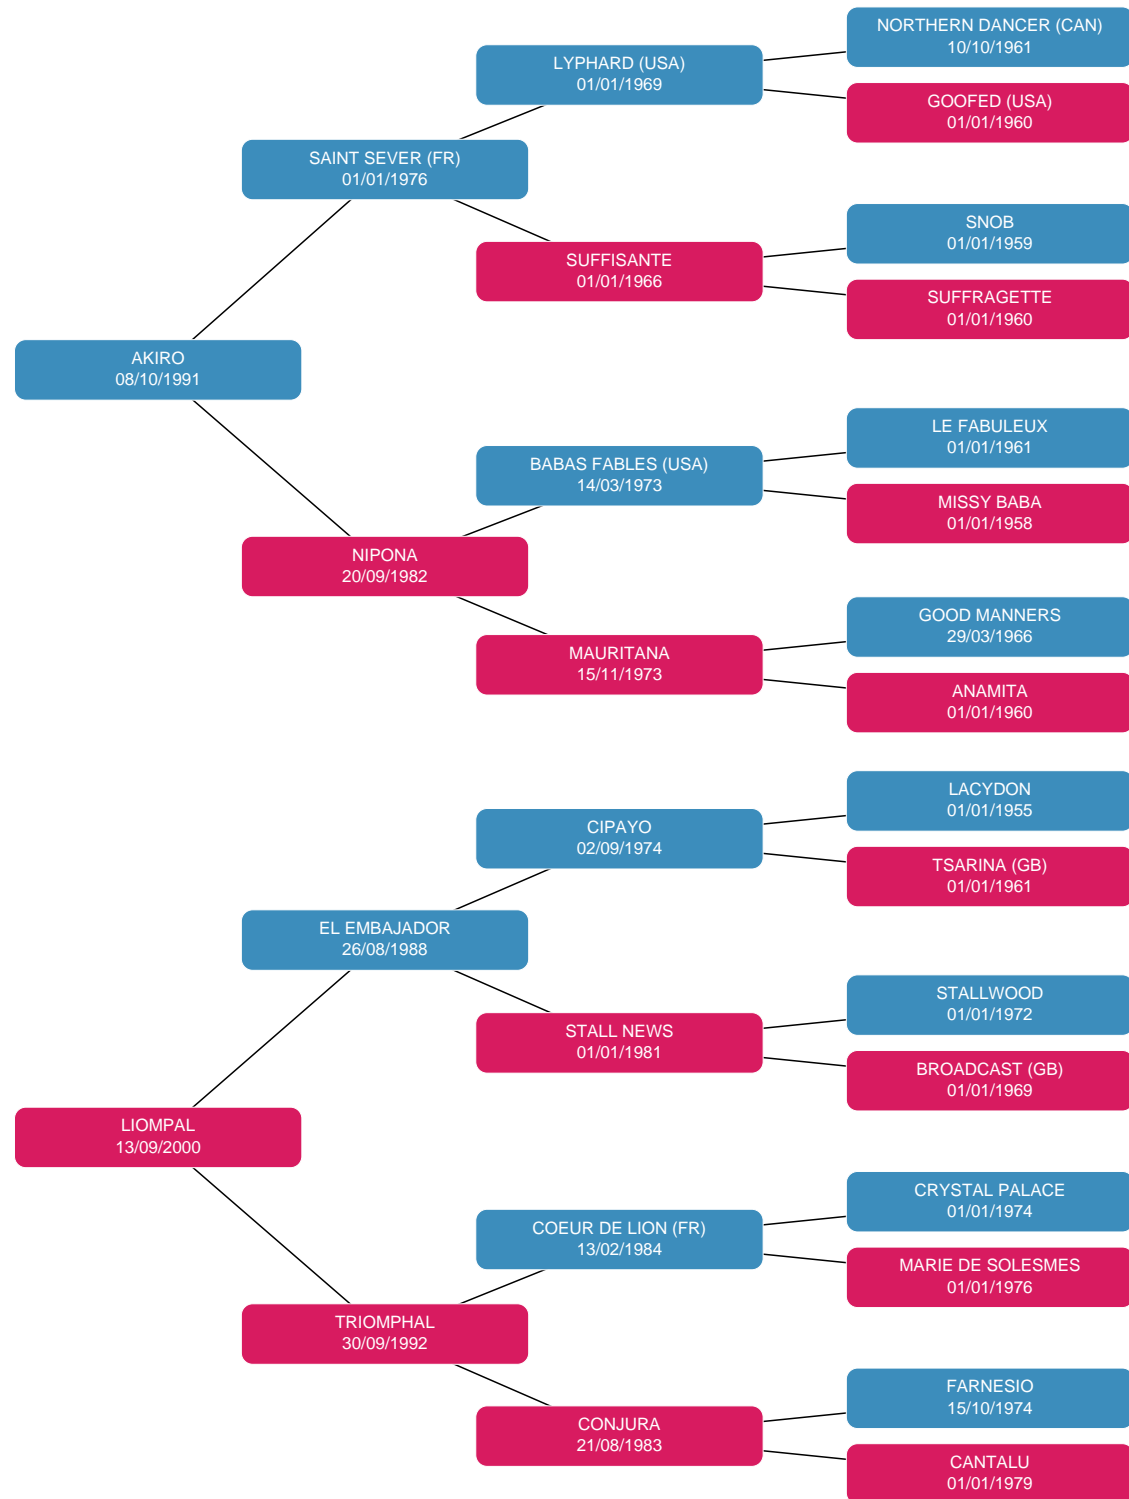 NORTHERN DANCER (CAN)
10/10/1961
LYPHARD (USA)
01/01/1969
GOOFED (USA)
01/01/1960
SAINT SEVER (FR)
01/01/1976
SNOB
01/01/1959
SUFFISANTE
01/01/1966
SUFFRAGETTE
01/01/1960
AKIRO
08/10/1991
LE FABULEUX
01/01/1961
BABAS FABLES (USA)
14/03/1973
MISSY BABA
01/01/1958
NIPONA
20/09/1982
GOOD MANNERS
29/03/1966
MAURITANA
15/11/1973
ANAMITA
01/01/1960
LACYDON
01/01/1955
CIPAYO
02/09/1974
TSARINA (GB)
01/01/1961
EL EMBAJADOR
26/08/1988
STALLWOOD
01/01/1972
STALL NEWS
01/01/1981
BROADCAST (GB)
01/01/1969
LIOMPAL
13/09/2000
CRYSTAL PALACE
01/01/1974
COEUR DE LION (FR)
13/02/1984
MARIE DE SOLESMES
01/01/1976
TRIOMPHAL
30/09/1992
FARNESIO
15/10/1974
CONJURA
21/08/1983
CANTALU
01/01/1979